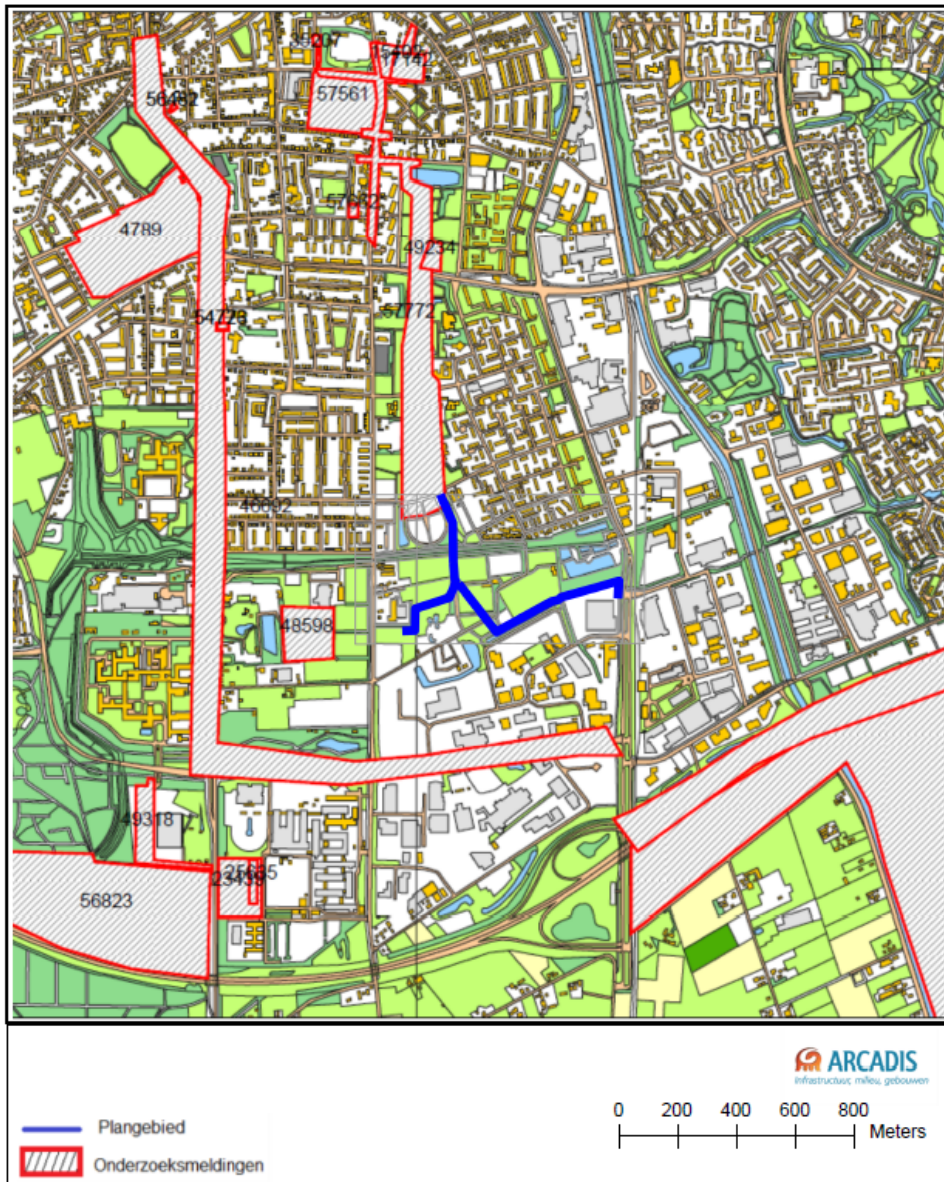 57561
4789
49234
57772
46692
48598
49318
56823
ARCADIS
Infrastructuur, milieu, gebouwen
0 200 400 600 800
Meters
Plangebied
Onderzoeksmeldingen